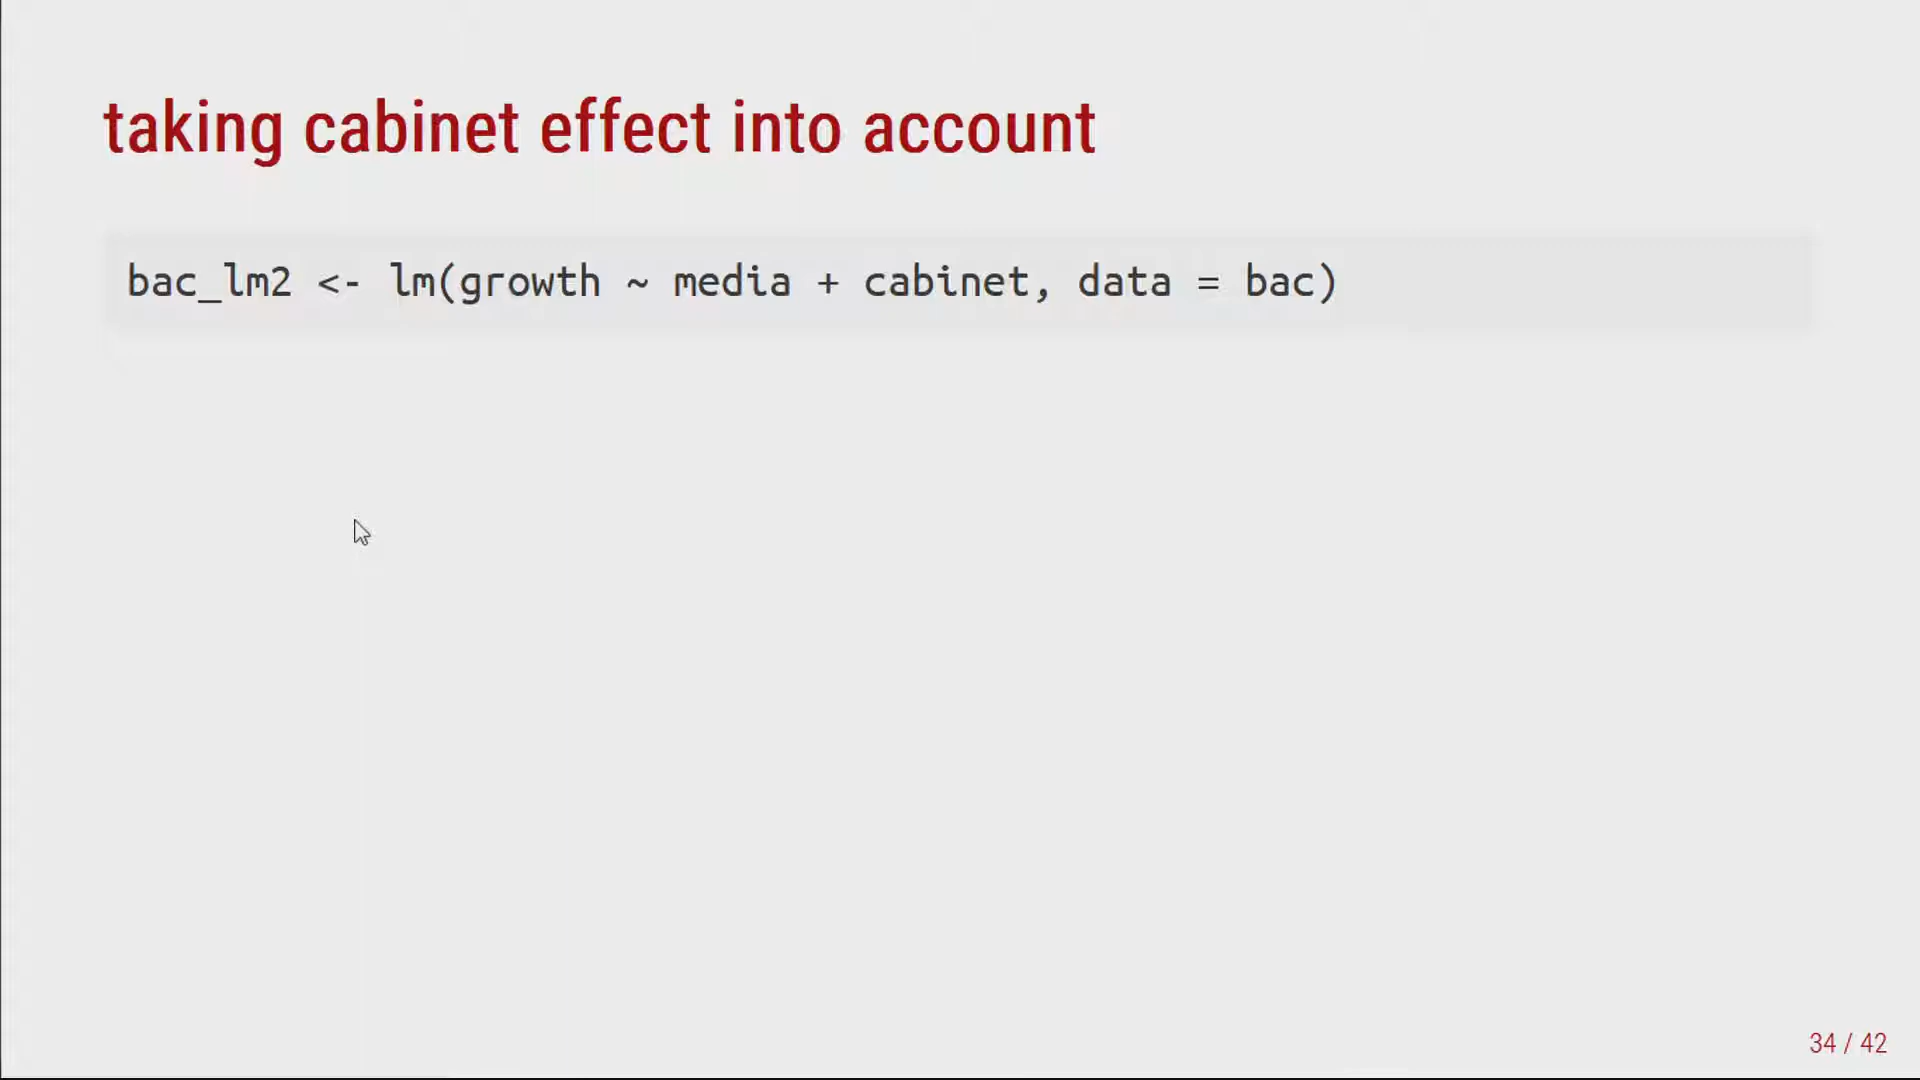 taking cabinet effect into account
bac_lm2 <- lm(growth ~ media + cabinet, data = bac)
34 / 42